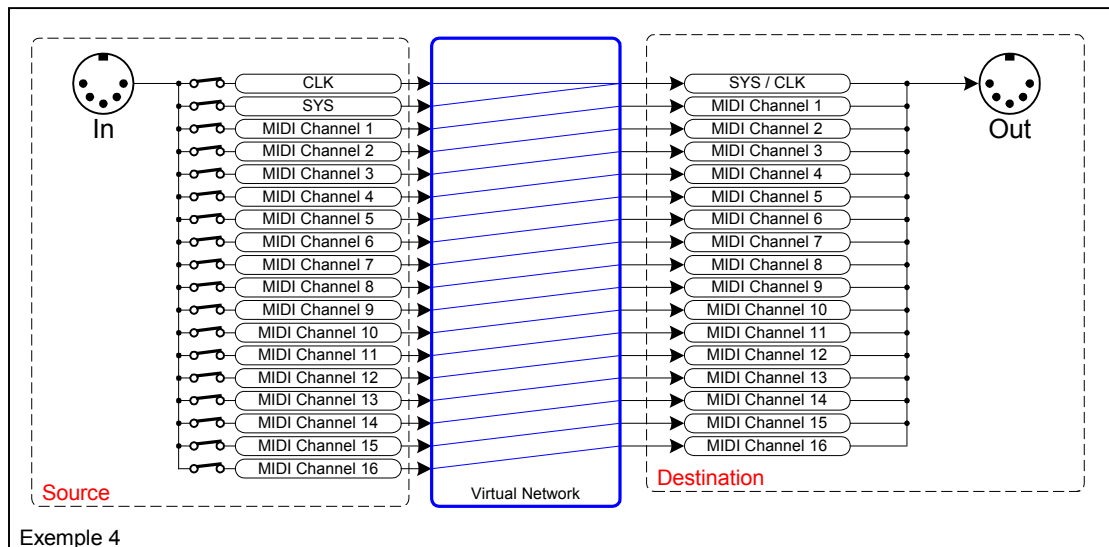 In
CLK
SYS
MIDI Channel 1
MIDI Channel 2
MIDI Channel 3
MIDI Channel 4
MIDI Channel 5
MIDI Channel 6
MIDI Channel 7
MIDI Channel 8
MIDI Channel 9
MIDI Channel 10
MIDI Channel 11
MIDI Channel 12
MIDI Channel 13
MIDI Channel 14
MIDI Channel 15
MIDI Channel 16
Source
Virtual Network
SYS / CLK
MIDI Channel 1
MIDI Channel 2
MIDI Channel 3
MIDI Channel 4
MIDI Channel 5
MIDI Channel 6
MIDI Channel 7
MIDI Channel 8
MIDI Channel 9
MIDI Channel 10
MIDI Channel 11
MIDI Channel 12
MIDI Channel 13
MIDI Channel 14
MIDI Channel 15
MIDI Channel 16
Out
Destination
Exemple 4